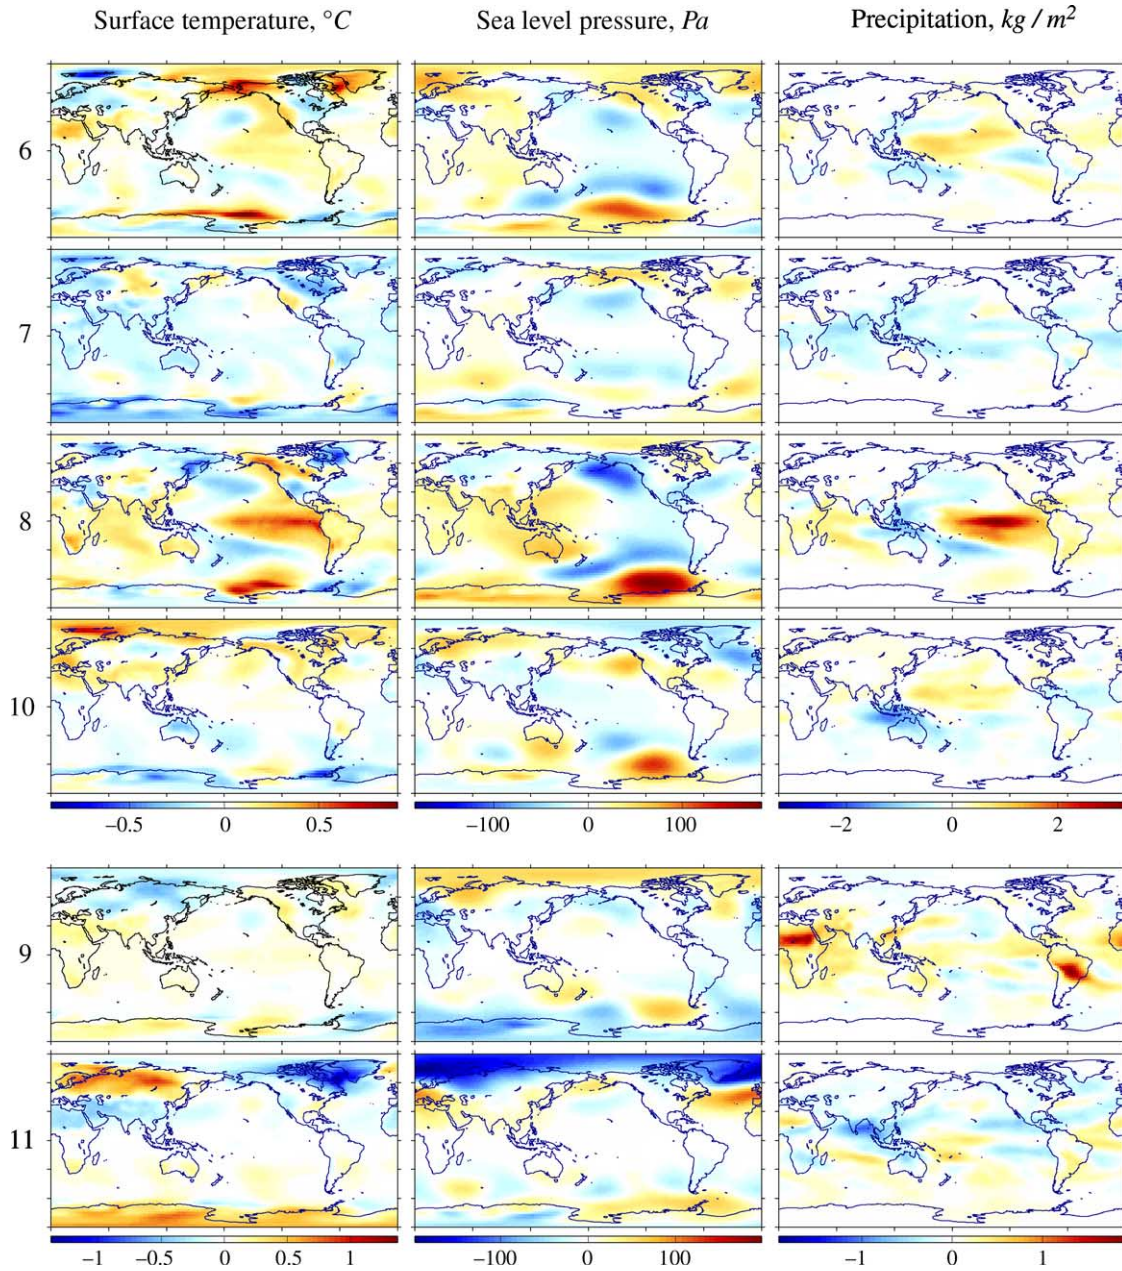 Surface temperature, °C Sea level pressure, Pa Precipitation, kg / m²
6
7
8
10
−0.5 0 0.5 −100 0 100 −2 0 2
9
11
−1 −0.5 0 0.5 1 −100 0 100 −1 0 1